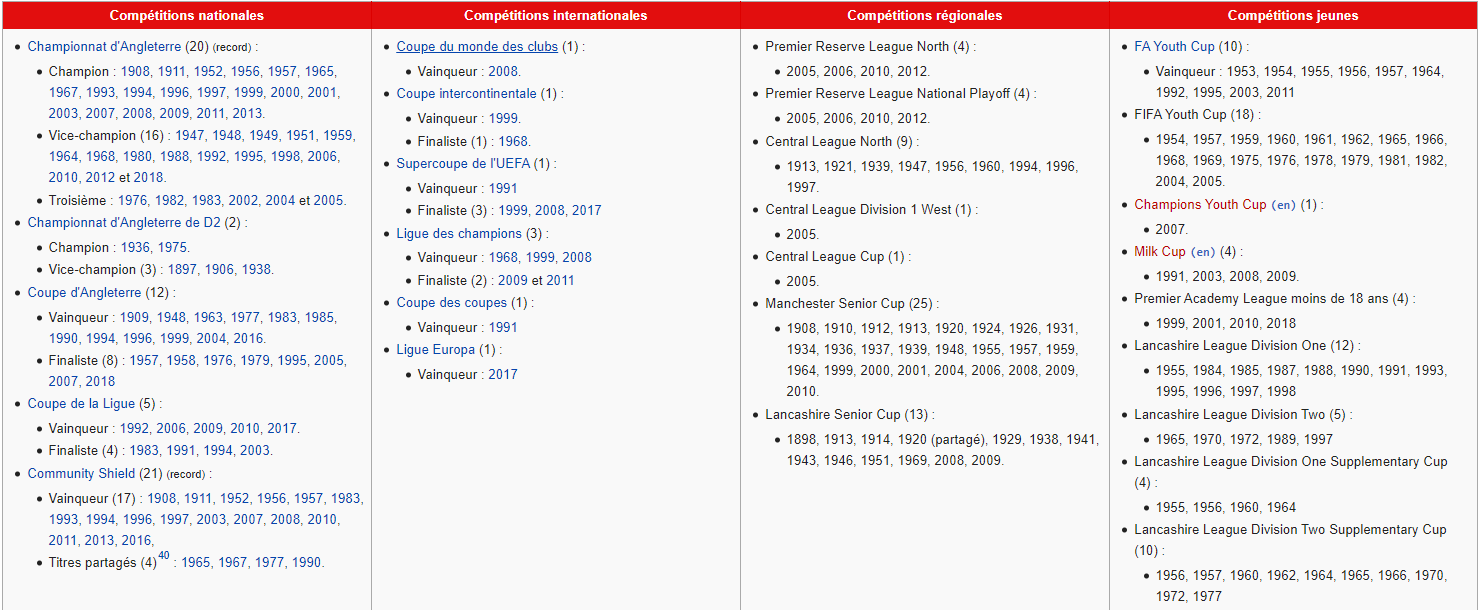 Compétitions nationales
Championnat d'Angleterre (20) (record) :
Champion : 1908, 1911, 1952, 1956, 1957, 1965,
1967, 1993, 1994, 1996, 1997, 1999, 2000, 2001,
2003, 2007, 2008, 2009, 2011, 2013.
Vice-champion (16) : 1947, 1948, 1949, 1951, 1959,
1964, 1968, 1980, 1988, 1992, 1995, 1998, 2006,
2010, 2012 et 2018.
Troisième : 1976, 1982, 1983, 2002, 2004 et 2005.
Championnat d'Angleterre de D2 (2) :
Champion : 1936, 1975.
Vice-champion (3) : 1897, 1906, 1938.
Coupe d'Angleterre (12) :
Vainqueur : 1909, 1948, 1963, 1977, 1983, 1985,
1990, 1994, 1996, 1999, 2004, 2016.
Finaliste (8) : 1957, 1958, 1976, 1979, 1995, 2005,
2007, 2018
Coupe de la Ligue (5) :
Vainqueur : 1992, 2006, 2009, 2010, 2017.
Finaliste (4) : 1983, 1991, 1994, 2003.
Community Shield (21) (record) :
Vainqueur (17) : 1908, 1911, 1952, 1956, 1957, 1983,
1993, 1994, 1996, 1997, 2003, 2007, 2008, 2010,
2011, 2013, 2016,
Titres partagés (4)40 : 1965, 1967, 1977, 1990.
Compétitions internationales
Coupe du monde des clubs (1) :
Vainqueur : 2008.
Coupe intercontinentale (1) :
Vainqueur : 1999.
Finaliste (1) : 1968.
Supercoupe de l'UEFA (1) :
Vainqueur : 1991
Finaliste (3) : 1999, 2008, 2017
Ligue des champions (3) :
Vainqueur : 1968, 1999, 2008
Finaliste (2) : 2009 et 2011
Coupe des coupes (1) :
Vainqueur : 1991
Ligue Europa (1) :
Vainqueur : 2017
Compétitions régionales
Premier Reserve League North (4) :
2005, 2006, 2010, 2012.
Premier Reserve League National Playoff (4) :
2005, 2006, 2010, 2012.
Central League North (9) :
1913, 1921, 1939, 1947, 1956, 1960, 1994, 1996,
1997.
Central League Division 1 West (1) :
2005.
Central League Cup (1) :
2005.
Manchester Senior Cup (25) :
1908, 1910, 1912, 1913, 1920, 1924, 1926, 1931,
1934, 1936, 1937, 1939, 1948, 1955, 1957, 1959,
1964, 1999, 2000, 2001, 2004, 2006, 2008, 2009,
2010.
Lancashire Senior Cup (13) :
1898, 1913, 1914, 1920 (partagé), 1929, 1938, 1941,
1943, 1946, 1951, 1969, 2008, 2009.
Compétitions jeunes
FA Youth Cup (10) :
Vainqueur : 1953, 1954, 1955, 1956, 1957, 1964,
1992, 1995, 2003, 2011
FIFA Youth Cup (18) :
1954, 1957, 1959, 1960, 1961, 1962, 1965, 1966,
1968, 1969, 1975, 1976, 1978, 1979, 1981, 1982,
2004, 2005.
Champions Youth Cup (en) (1) :
2007.
Milk Cup (en) (4) :
1991, 2003, 2008, 2009.
Premier Academy League moins de 18 ans (4) :
1999, 2001, 2010, 2018
Lancashire League Division One (12) :
1955, 1984, 1985, 1987, 1988, 1990, 1991, 1993,
1995, 1996, 1997, 1998
Lancashire League Division Two (5) :
1965, 1970, 1972, 1989, 1997
Lancashire League Division One Supplementary Cup
(4) :
1955, 1956, 1960, 1964
Lancashire League Division Two Supplementary Cup
(10) :
1956, 1957, 1960, 1962, 1964, 1965, 1966, 1970,
1972, 1977